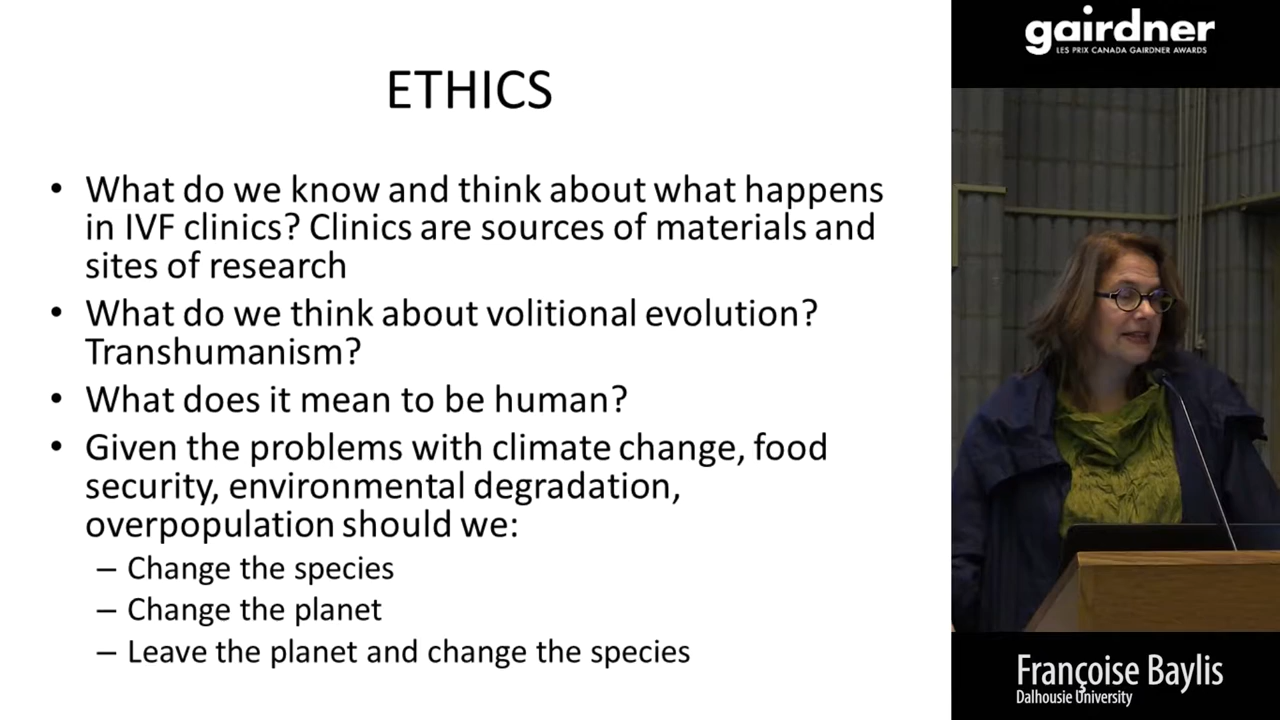 ETHICS
• What do we know and think about what happens
in IVF clinics? Clinics are sources of materials and
sites of research
• What do we think about volitional evolution?
Transhumanism?
• What does it mean to be human?
• Given the problems with climate change, food
security, environmental degradation,
overpopulation should we:
– Change the species
– Change the planet
– Leave the planet and change the species
gairdner
LES PRIX CANADA GAIRDNER AWARDS
Françoise Baylis
Dalhousie University